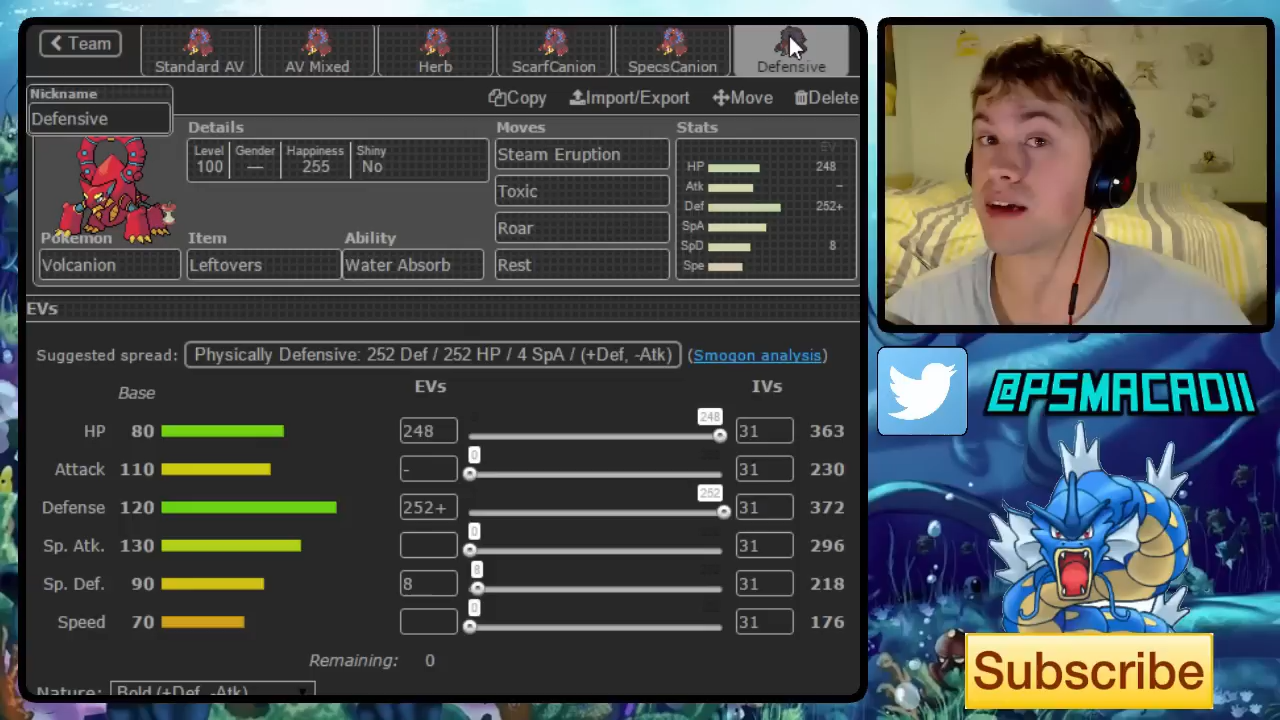 Team
Standard AV
AV Mixed
Herb
ScarfCanion
SpecsCanion
Defensive
Nickname
Defensive
Copy Import/Export Move Delete
Details
Level Gender Happiness Shiny
100 — 255 No
Moves
Steam Eruption
Toxic
Roar
Rest
Stats
EV
HP 248
Atk -
Def 252+
SpA
SpD 8
Spe
Pokemon
Volcanion
Item
Leftovers
Ability
Water Absorb
EVs
Suggested spread: Physically Defensive: 252 Def / 252 HP / 4 SpA / (+Def, -Atk) (Smogon analysis)
Base EVs IVs
HP 80 248 248 31 363
Attack 110 - 0 31 230
Defense 120 252+ 252 31 372
Sp. Atk. 130 0 31 296
Sp. Def. 90 8 8 31 218
Speed 70 0 31 176
Remaining: 0
Nature: Bold (+Def, -Atk)
@PSMACAD11
Subscribe